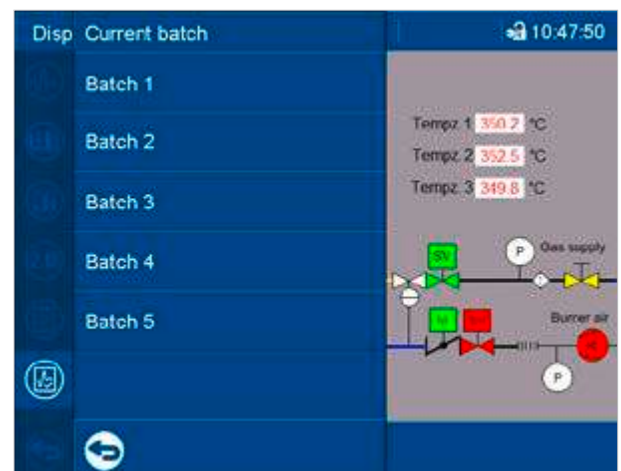 Disp Current batch 10:47:50
Batch 1
Batch 2
Batch 3
Batch 4
Batch 5
Tempz. 1 350.2 °C
Tempz. 2 352.5 °C
Tempz. 3 349.8 °C
SV
P
Gas supply
M
Burner air
P